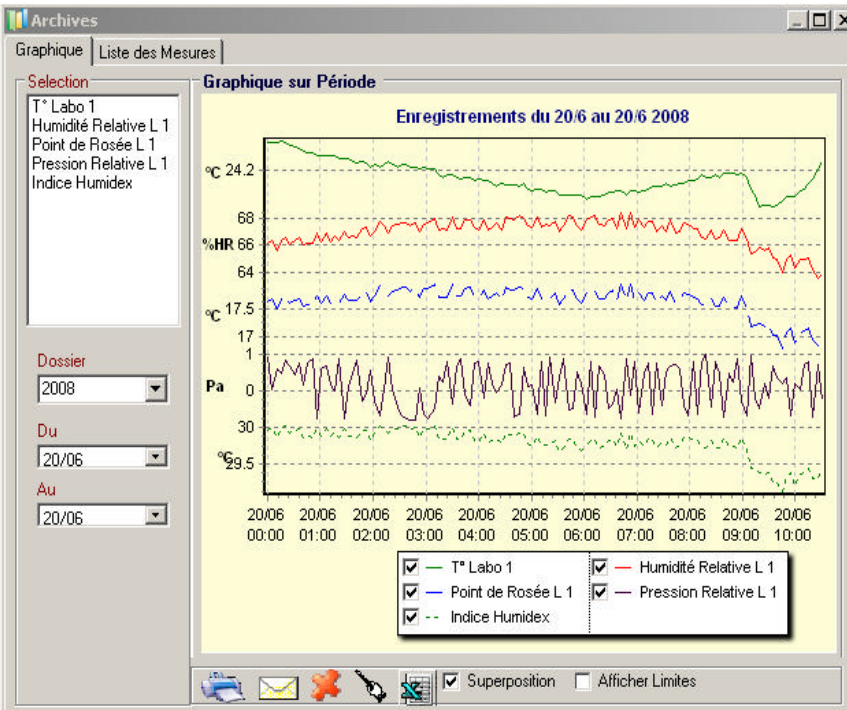 Archives
Graphique
Liste des Mesures
Selection
T° Labo 1
Humidité Relative L 1
Point de Rosée L 1
Pression Relative L 1
Indice Humidex
Dossier
2008
Du
20/06
Au
20/06
Graphique sur Période
Enregistrements du 20/6 au 20/6 2008
°C 24.2
68
%HR 66
64
17.5
°C
17
1
Pa 0
30
°C
29.5
20/06 20/06 20/06 20/06 20/06 20/06 20/06 20/06 20/06 20/06 20/06
00:00 01:00 02:00 03:00 04:00 05:00 06:00 07:00 08:00 09:00 10:00
T° Labo 1 Humidité Relative L 1
Point de Rosée L 1 Pression Relative L 1
Indice Humidex
Superposition Afficher Limites